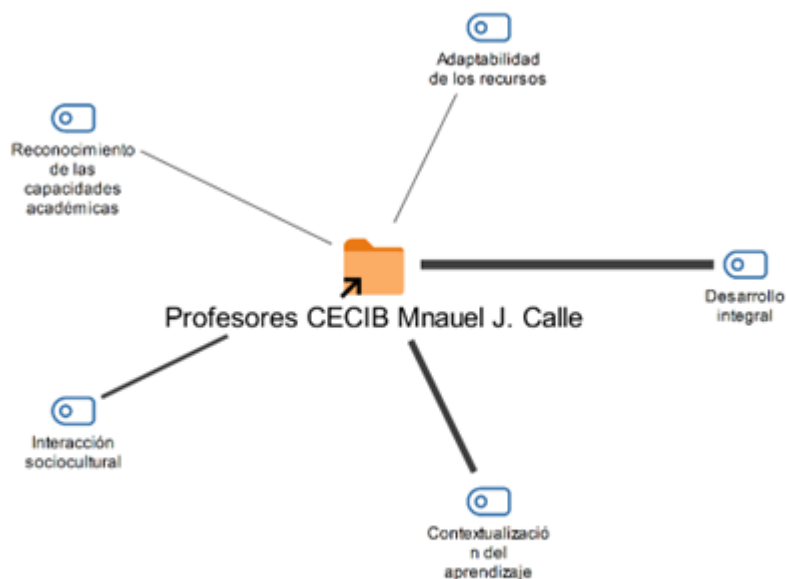 Adaptabilidad
de los recursos
Reconocimiento
de las
capacidades
académicas
Desarrollo
integral
Profesores CECIB Mnauel J. Calle
Interacción
sociocultural
Contextualizació
n del
aprendizaje